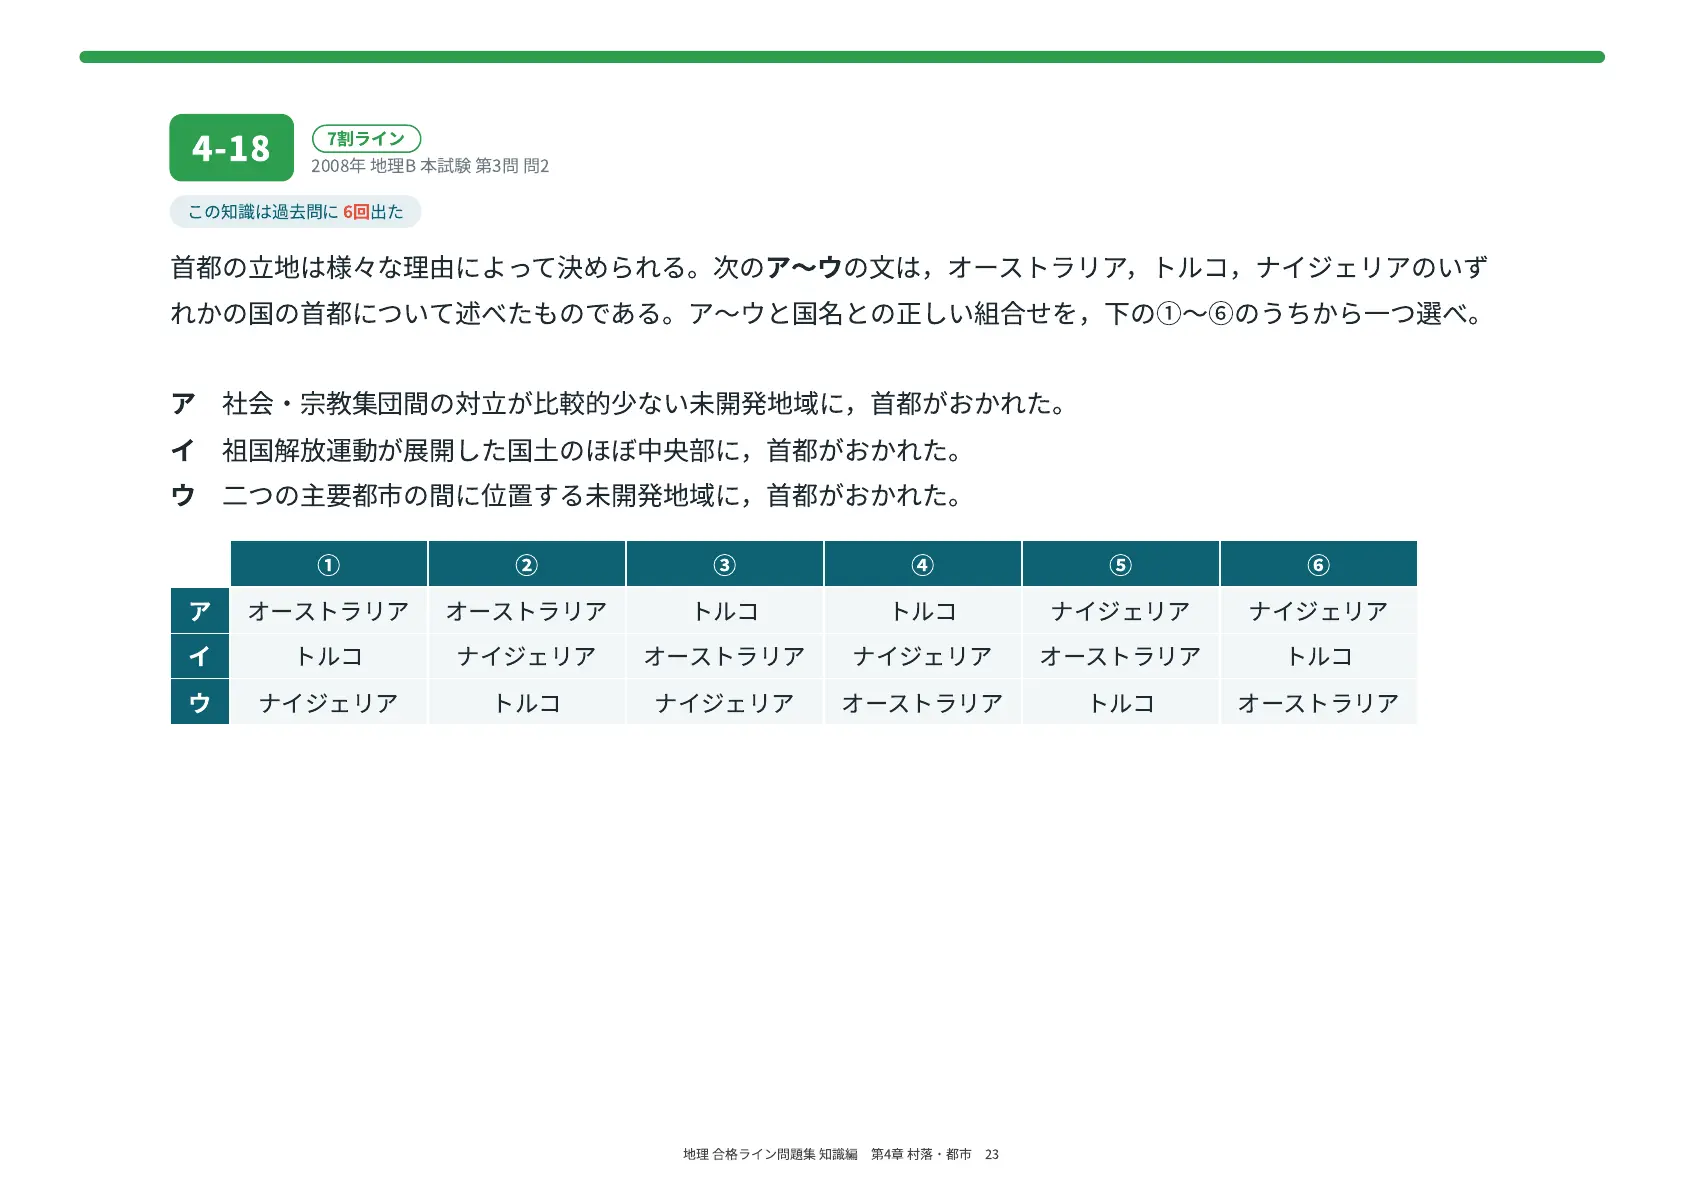 4-18
7割ライン
2008年 地理B 本試験 第3問 問2
この知識は過去問に 6回出た
首都の立地は様々な理由によって決められる。次のア〜ウの文は，オーストラリア，トルコ，ナイジェリアのいず
れかの国の首都について述べたものである。ア〜ウと国名との正しい組合せを，下の①〜⑥のうちから一つ選べ。
ア　社会・宗教集団間の対立が比較的少ない未開発地域に，首都がおかれた。
イ　祖国解放運動が展開した国土のほぼ中央部に，首都がおかれた。
ウ　二つの主要都市の間に位置する未開発地域に，首都がおかれた。
① ② ③ ④ ⑤ ⑥
ア オーストラリア オーストラリア トルコ トルコ ナイジェリア ナイジェリア
イ トルコ ナイジェリア オーストラリア ナイジェリア オーストラリア トルコ
ウ ナイジェリア トルコ ナイジェリア オーストラリア トルコ オーストラリア
地理 合格ライン問題集 知識編　第4章 村落・都市　23